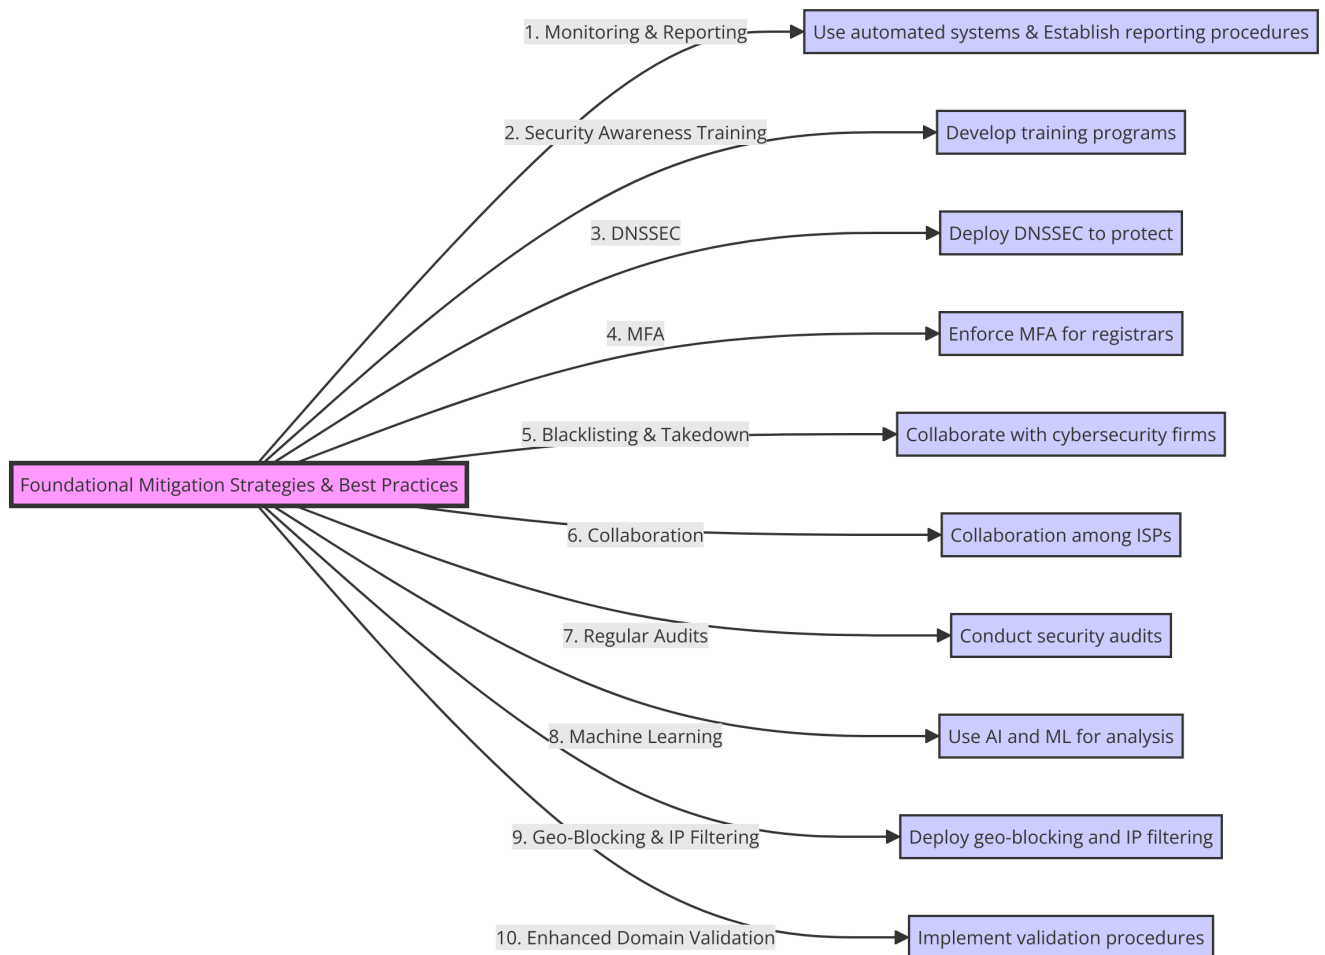 1. Monitoring & Reporting
Use automated systems & Establish reporting procedures
2. Security Awareness Training
Develop training programs
3. DNSSEC
Deploy DNSSEC to protect
4. MFA
Enforce MFA for registrars
5. Blacklisting & Takedown
Collaborate with cybersecurity firms
Foundational Mitigation Strategies & Best Practices
6. Collaboration
Collaboration among ISPs
7. Regular Audits
Conduct security audits
8. Machine Learning
Use AI and ML for analysis
9. Geo-Blocking & IP Filtering
Deploy geo-blocking and IP filtering
10. Enhanced Domain Validation
Implement validation procedures